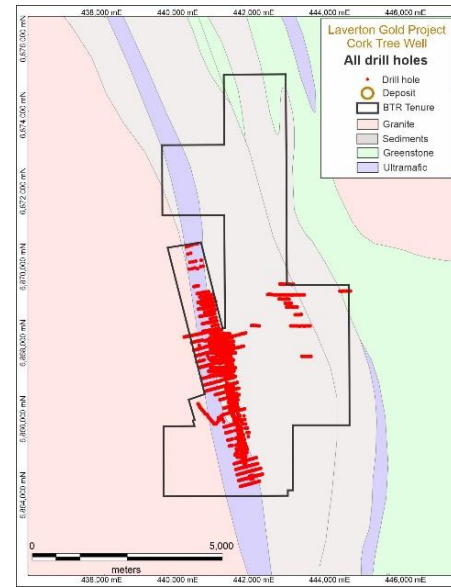 438,000 mE
440,000 mE
442,000 mE
444,000 mE
446,000 mE
Laverton Gold Project
Cork Tree Well
All drill holes
Drill hole
Deposit
BTR Tenure
Granite
Sediments
Greenstone
Ultramafic
6,676,000 mN
6,674,000 mN
6,672,000 mN
6,870,000 mN
6,868,000 mN
6,866,000 mN
6,864,000 mN
0
5,000
meters
438,000 mE
440,000 mE
442,000 mE
444,000 mE
446,000 mE